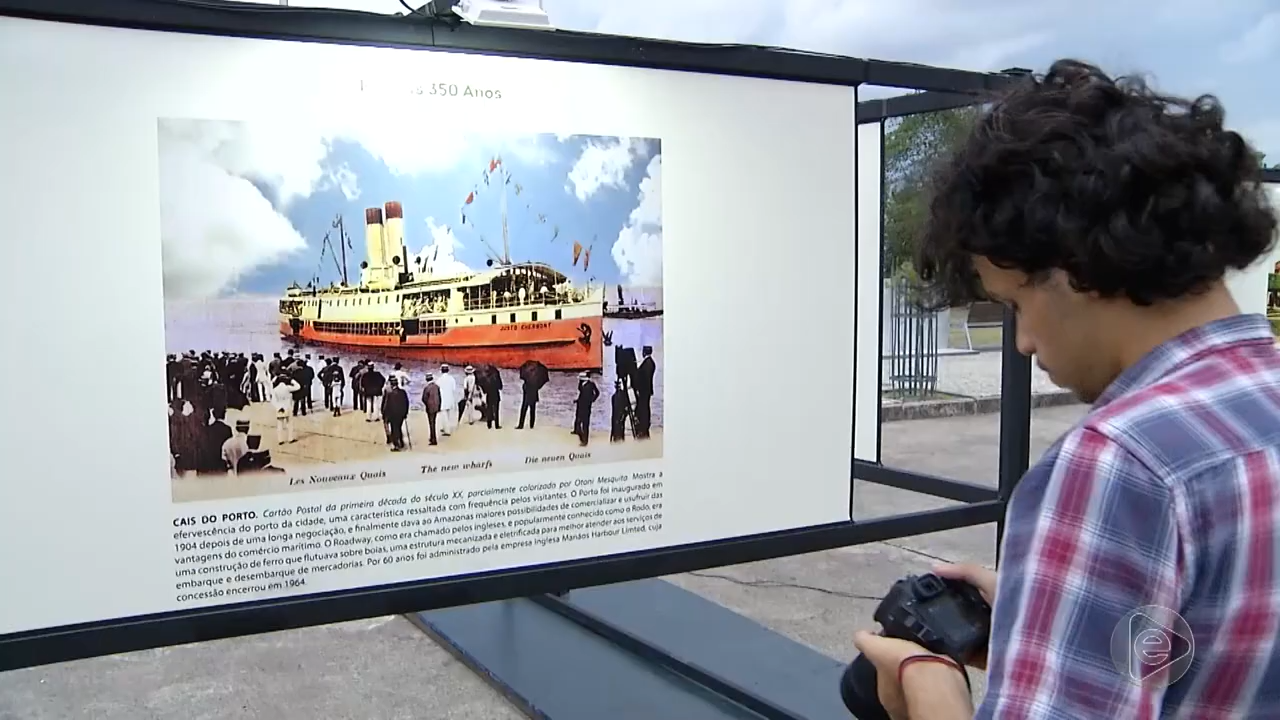 s 350 Anos
JUSTO CHERMONT
Les Nouveaux Quais
The new wharfs
Die neuen Quais
CAIS DO PORTO. Cartão Postal da primeira década do século XX, parcialmente colorizado por Otoni Mesquita. Mostra a
efervescência do porto da cidade, uma característica ressaltada com frequência pelos visitantes. O Porto foi inaugurado em
1904 depois de uma longa negociação, e finalmente dava ao Amazonas maiores possibilidades de comercializar e usufruir das
vantagens do comércio marítimo. O Roadway, como era chamado pelos ingleses, e popularmente conhecido como o Rodo, era
uma construção de ferro que flutuava sobre boias, uma estrutura mecanizada e eletrificada para melhor atender aos serviços de
embarque e desembarque de mercadorias. Por 60 anos foi administrado pela empresa inglesa Manáos Harbour Limted, cuja
concessão encerrou em 1964.
e